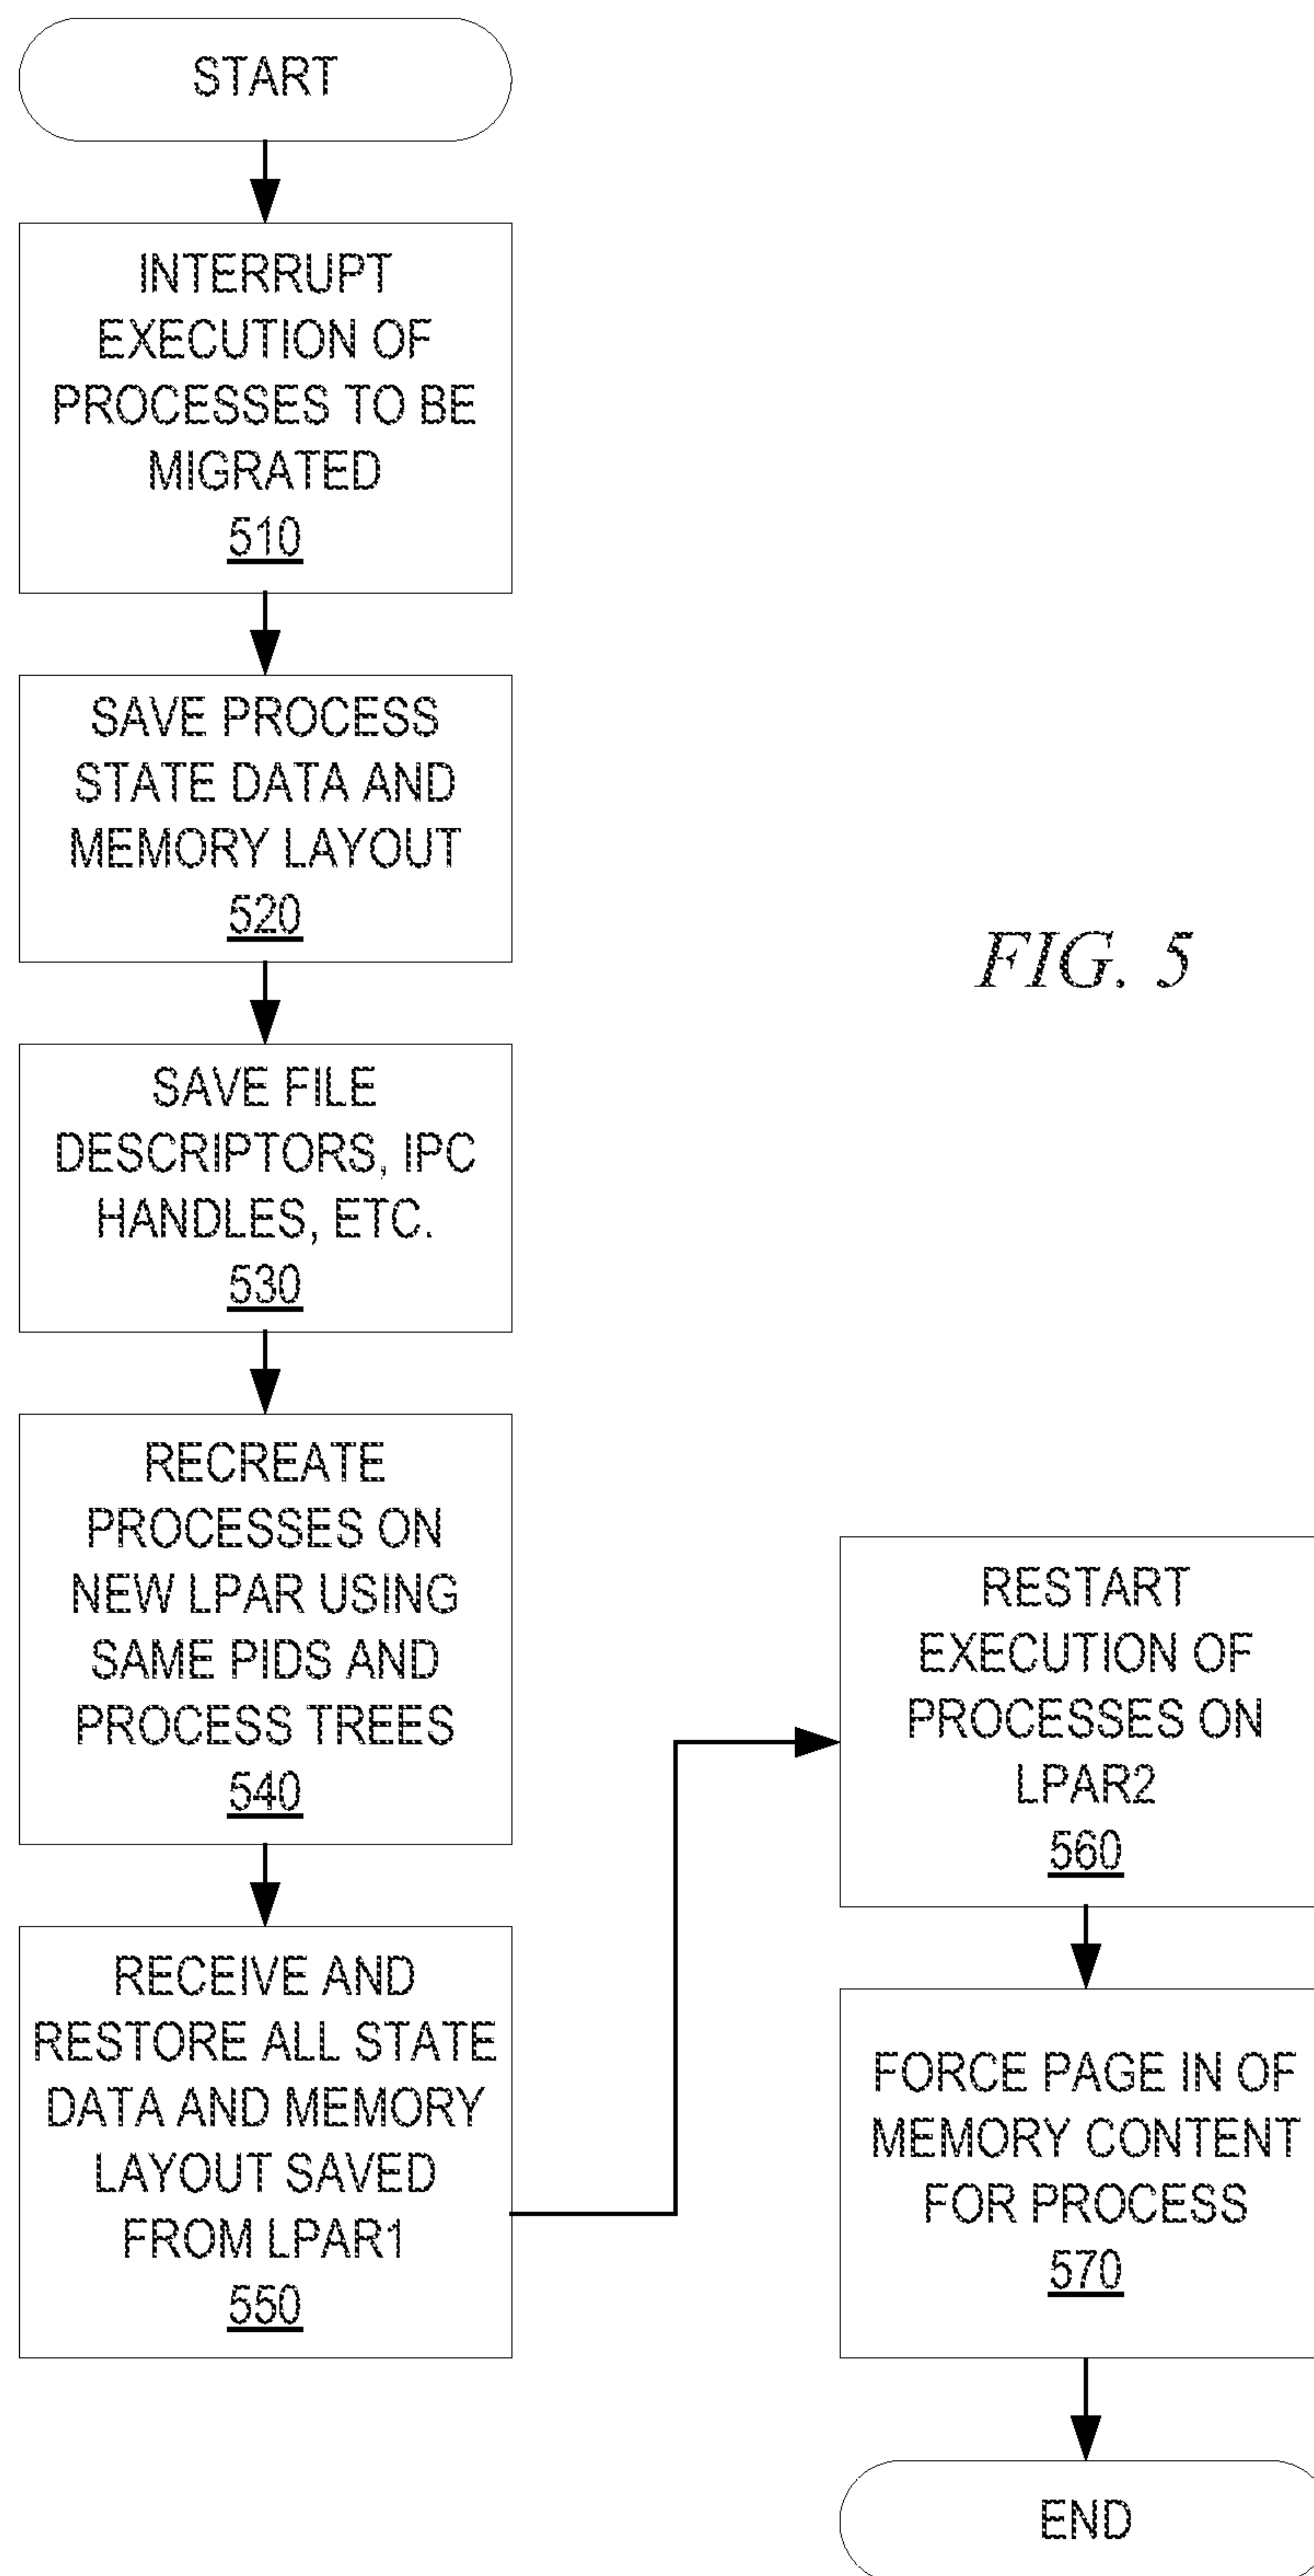 START
INTERRUPT
EXECUTION OF
PROCESSES TO BE
MIGRATED
510
SAVE PROCESS
STATE DATA AND
MEMORY LAYOUT
520
SAVE FILE
DESCRIPTORS, IPC
HANDLES, ETC.
530
RECREATE
PROCESSES ON
NEW LPAR USING
SAME PIDS AND
PROCESS TREES
540
RECEIVE AND
RESTORE ALL STATE
DATA AND MEMORY
LAYOUT SAVED
FROM LPAR1
550
RESTART
EXECUTION OF
PROCESSES ON
LPAR2
560
FORCE PAGE IN OF
MEMORY CONTENT
FOR PROCESS
570
END
FIG. 5